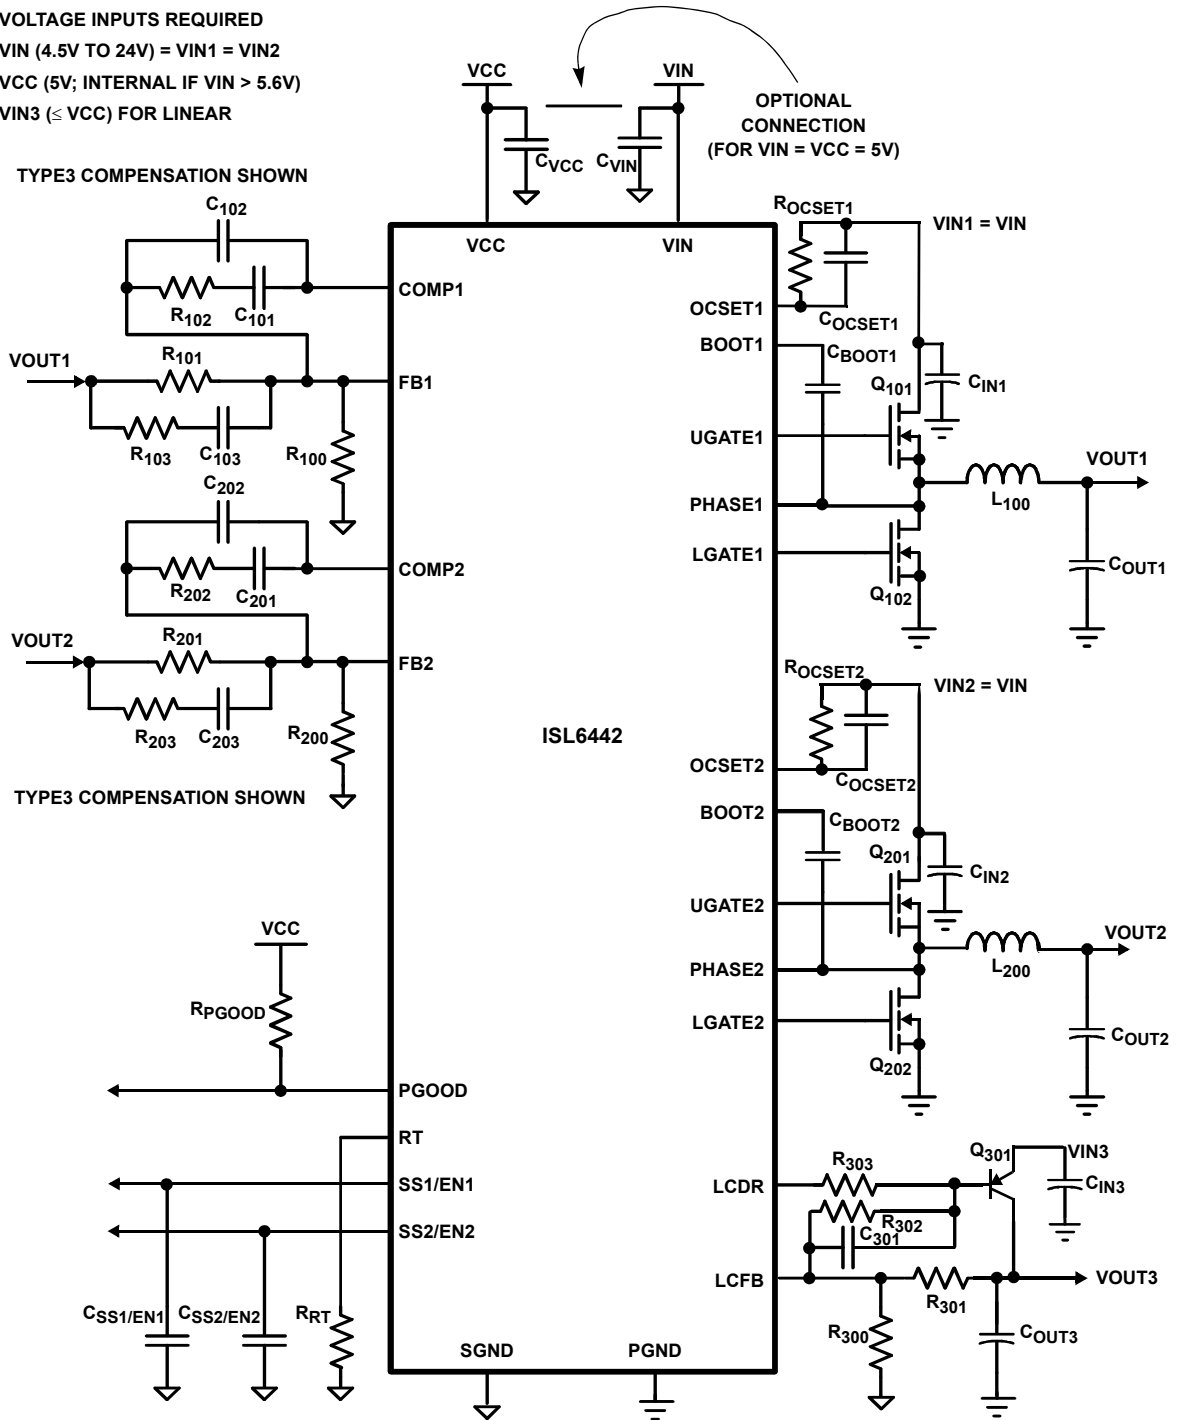 VOLTAGE INPUTS REQUIRED
VIN (4.5V TO 24V) = VIN1 = VIN2
VCC (5V; INTERNAL IF VIN > 5.6V)
VIN3 (≤ VCC) FOR LINEAR
VCC
VIN
OPTIONAL
CONNECTION
(FOR VIN = VCC = 5V)
CVCC
CVIN
TYPE3 COMPENSATION SHOWN
C102
R102
C101
COMP1
VOUT1
R101
FB1
R103
C103
R100
C202
R202
C201
COMP2
VOUT2
R201
FB2
R203
C203
R200
TYPE3 COMPENSATION SHOWN
VCC
RPGOOD
PGOOD
RT
SS1/EN1
SS2/EN2
CSS1/EN1
CSS2/EN2
RRT
VCC
VIN
ISL6442
SGND
PGND
ROCSET1
VIN1 = VIN
OCSET1
COCSET1
BOOT1
CBOOT1
Q101
CIN1
UGATE1
VOUT1
PHASE1
L100
LGATE1
Q102
COUT1
ROCSET2
VIN2 = VIN
OCSET2
COCSET2
BOOT2
CBOOT2
Q201
CIN2
UGATE2
VOUT2
PHASE2
L200
LGATE2
Q202
COUT2
Q301
VIN3
R303
LCDR
CIN3
R302
C301
LCFB
VOUT3
R301
R300
COUT3